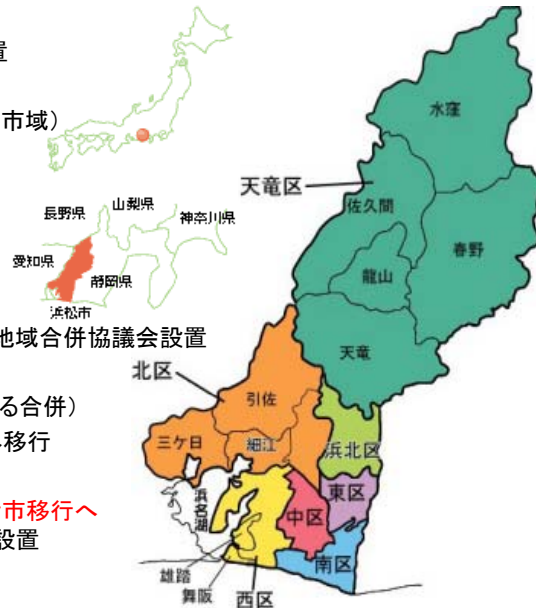 置
市域）
長野県
山梨県
神奈川県
愛知県
静岡県
浜松市
地域合併協議会設置
る合併）
移行
市移行へ
設置
水窪
天竜区
佐久間
春野
龍山
天竜
北区
引佐
三ケ日
細江
浜北区
浜名湖
東区
中区
南区
雄踏
舞阪
西区